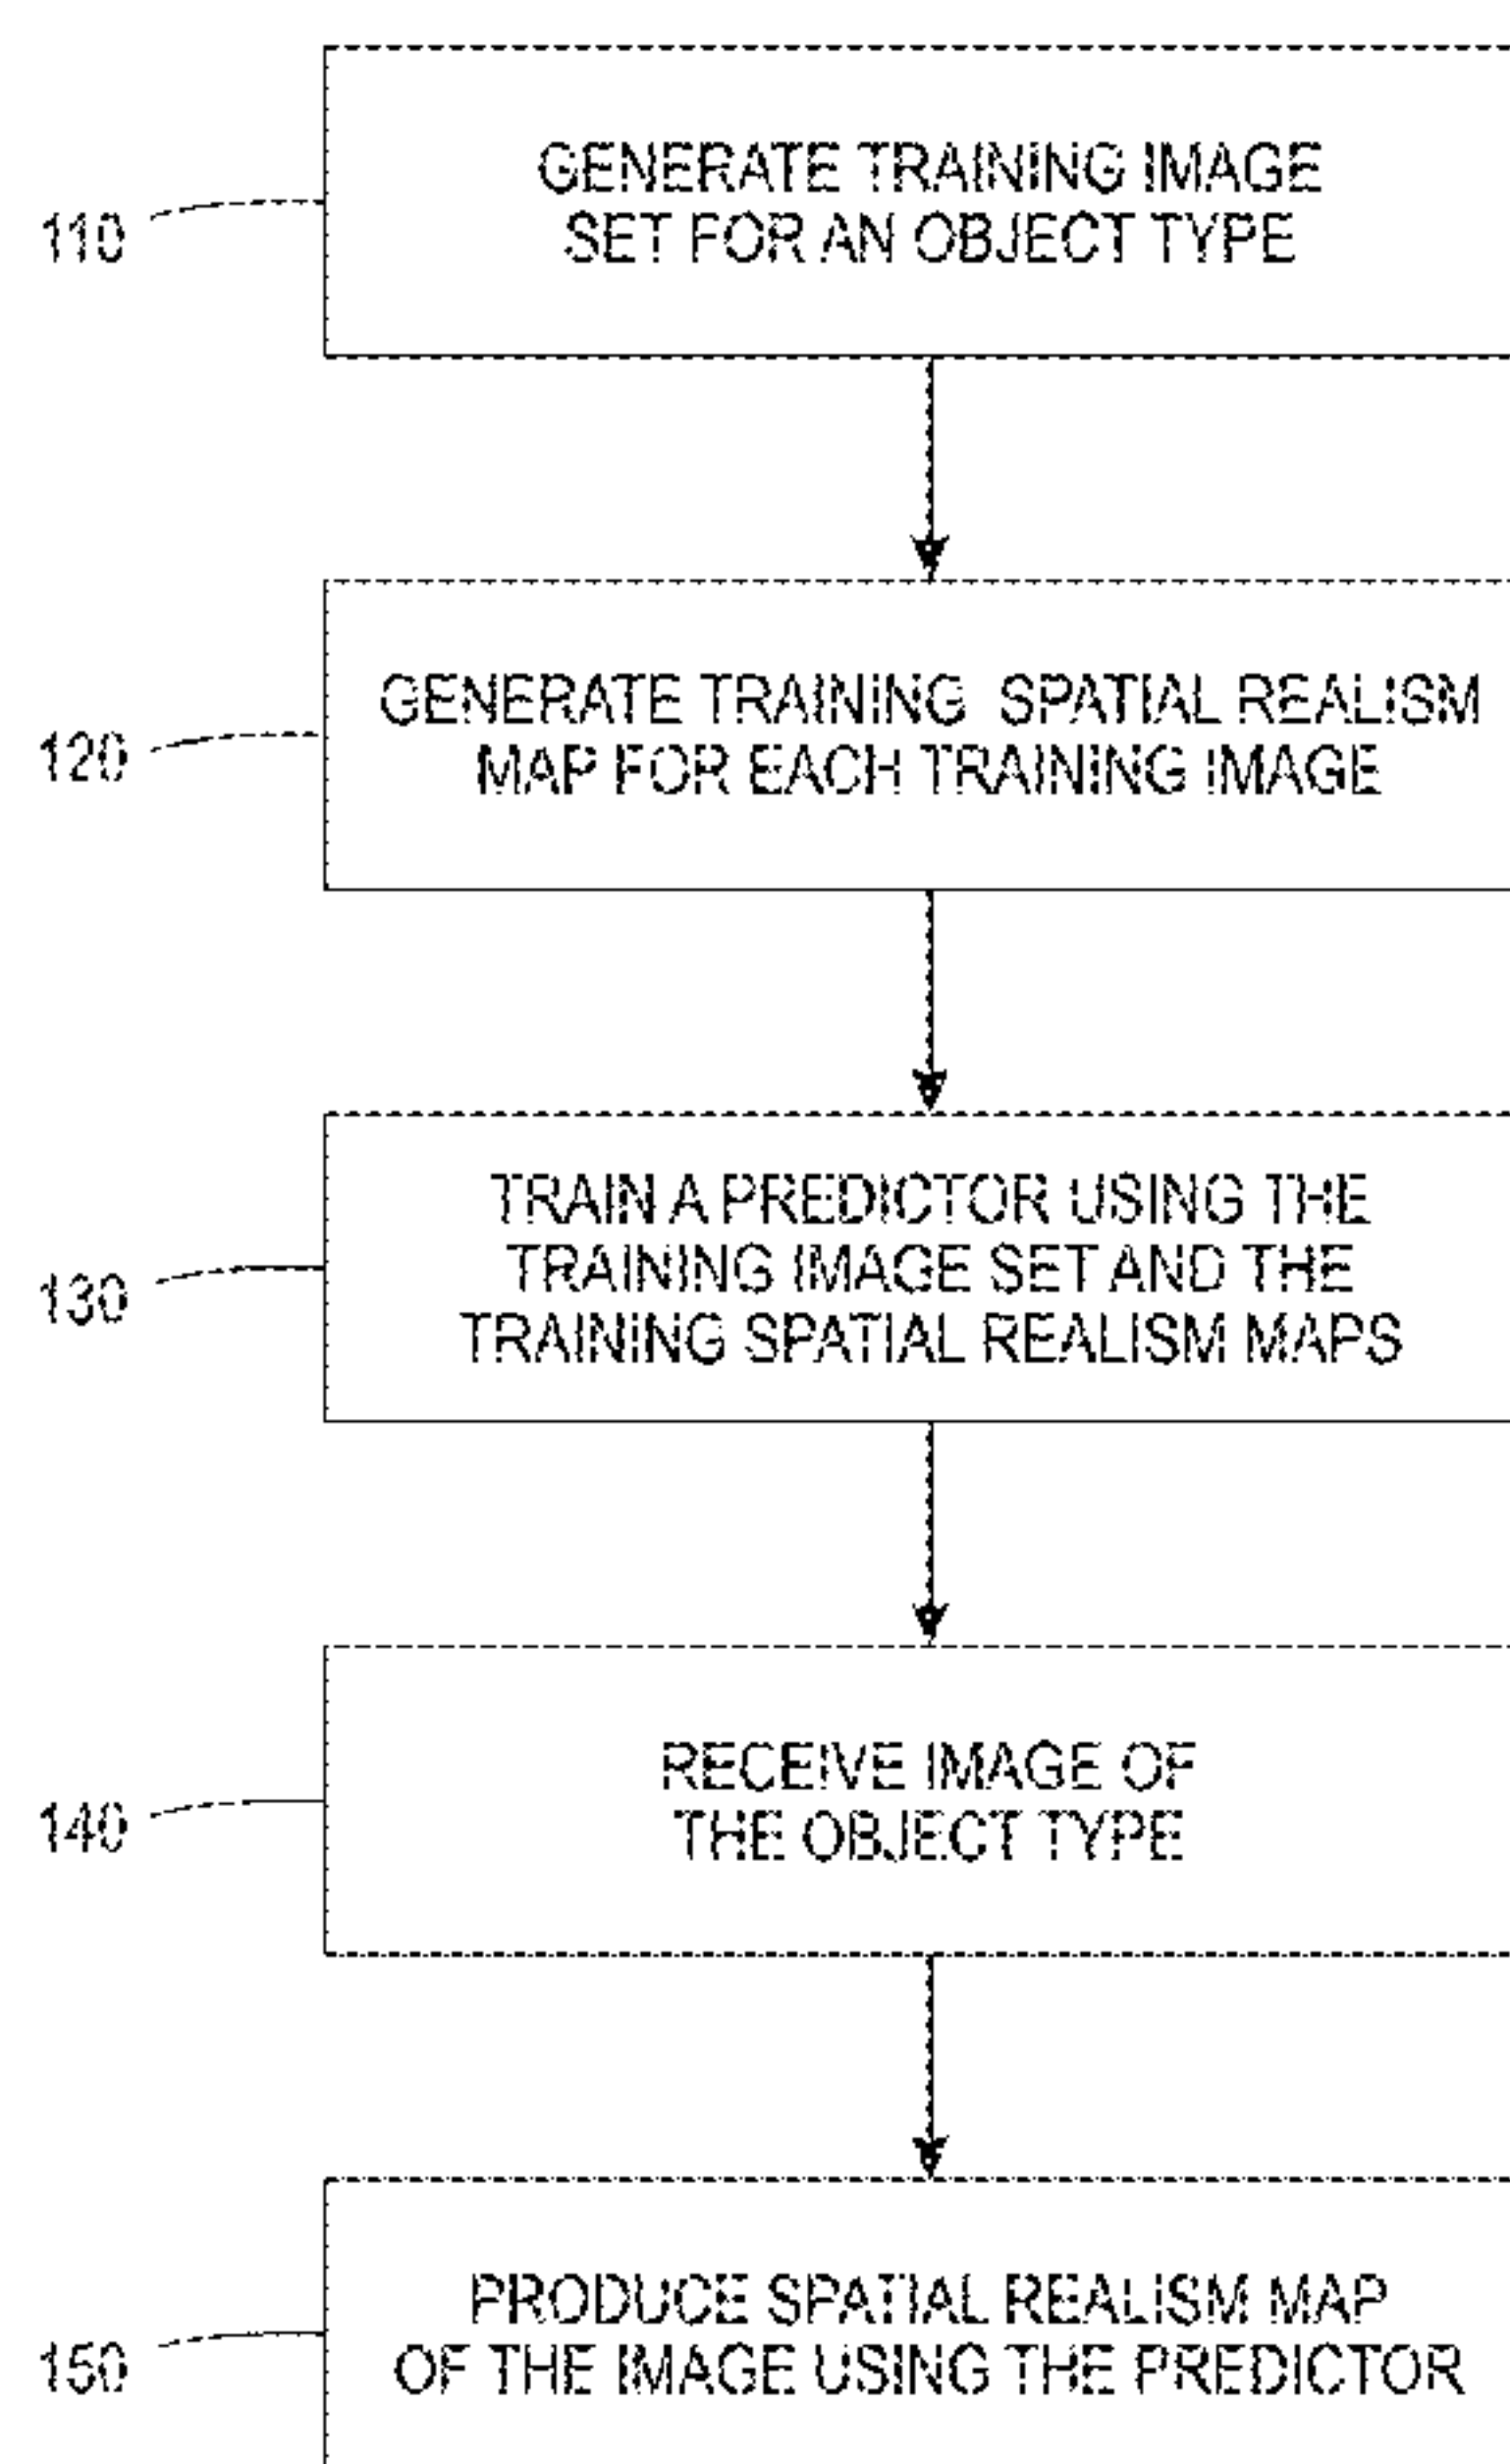 GENERATE TRAINING IMAGE
SET FOR AN OBJECT TYPE
110
GENERATE TRAINING SPATIAL REALISM
MAP FOR EACH TRAINING IMAGE
120
TRAIN A PREDICTOR USING THE
TRAINING IMAGE SET AND THE
TRAINING SPATIAL REALISM MAPS
130
RECEIVE IMAGE OF
THE OBJECT TYPE
140
PRODUCE SPATIAL REALISM MAP
OF THE IMAGE USING THE PREDICTOR
150